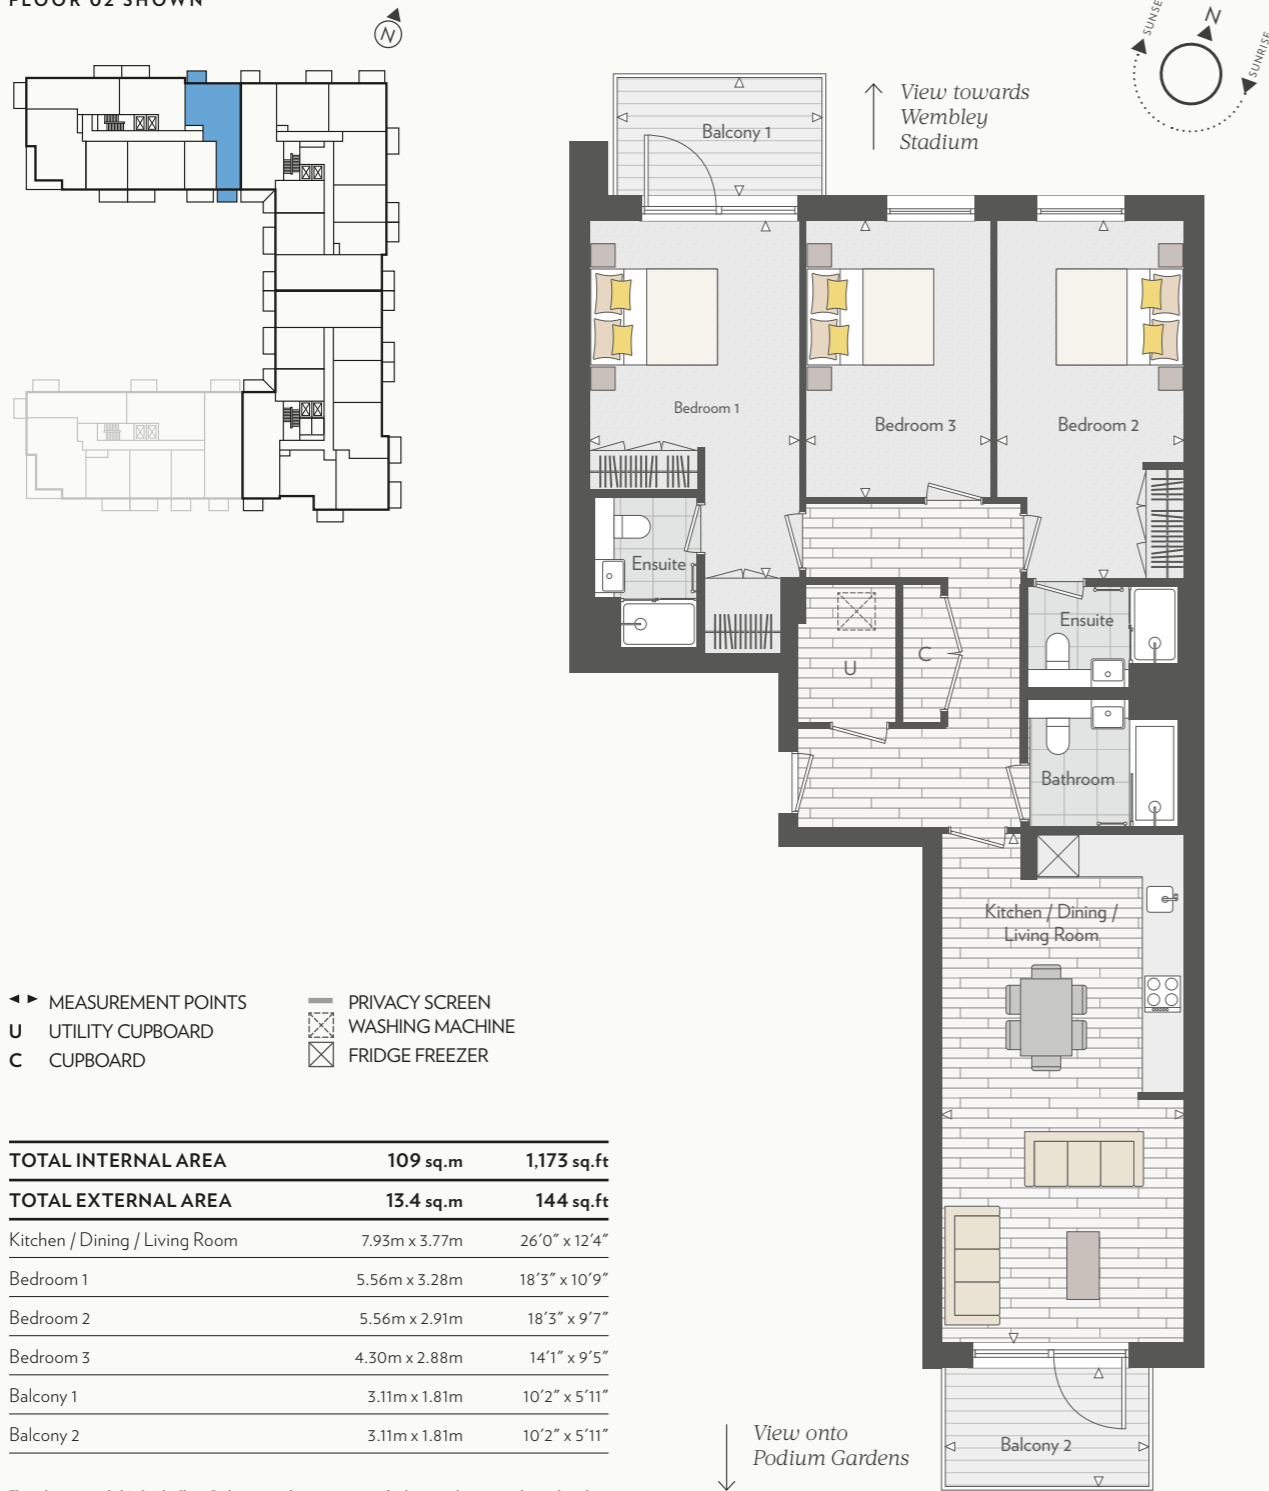 FLOOR 02 SHOWN
N
N
SUNRISE
Balcony 1
View towards
Wembley
Stadium
Bedroom 1
Bedroom 3
Bedroom 2
Ensuite
Ensuite
U
C
Bathroom
Kitchen / Dining /
Living Room
MEASUREMENT POINTS
U UTILITY CUPBOARD
C CUPBOARD
PRIVACY SCREEN
WASHING MACHINE
FRIDGE FREEZER
TOTAL INTERNAL AREA 109 sq.m 1,173 sq.ft
TOTAL EXTERNAL AREA 13.4 sq.m 144 sq.ft
Kitchen / Dining / Living Room 7.93m x 3.77m 26′0″ x 12′4″
Bedroom 1 5.56m x 3.28m 18′3″ x 10′9″
Bedroom 2 5.56m x 2.91m 18′3″ x 9′7″
Bedroom 3 4.30m x 2.88m 14′1″ x 9′5″
Balcony 1 3.11m x 1.81m 10′2″ x 5′11″
Balcony 2 3.11m x 1.81m 10′2″ x 5′11″
View onto
Podium Gardens
Balcony 2